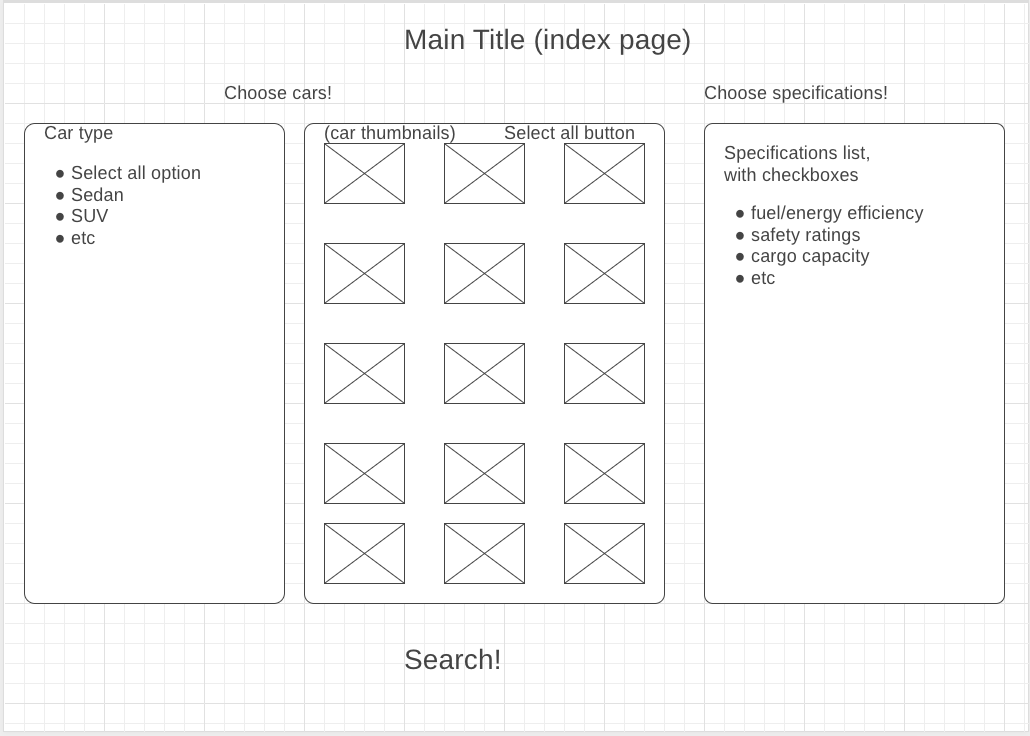 Main Title (index page)
Choose cars!
Choose specifications!
Car type
● Select all option
● Sedan
● SUV
● etc
(car thumbnails)
Select all button
Specifications list,
with checkboxes
● fuel/energy efficiency
● safety ratings
● cargo capacity
● etc
Search!